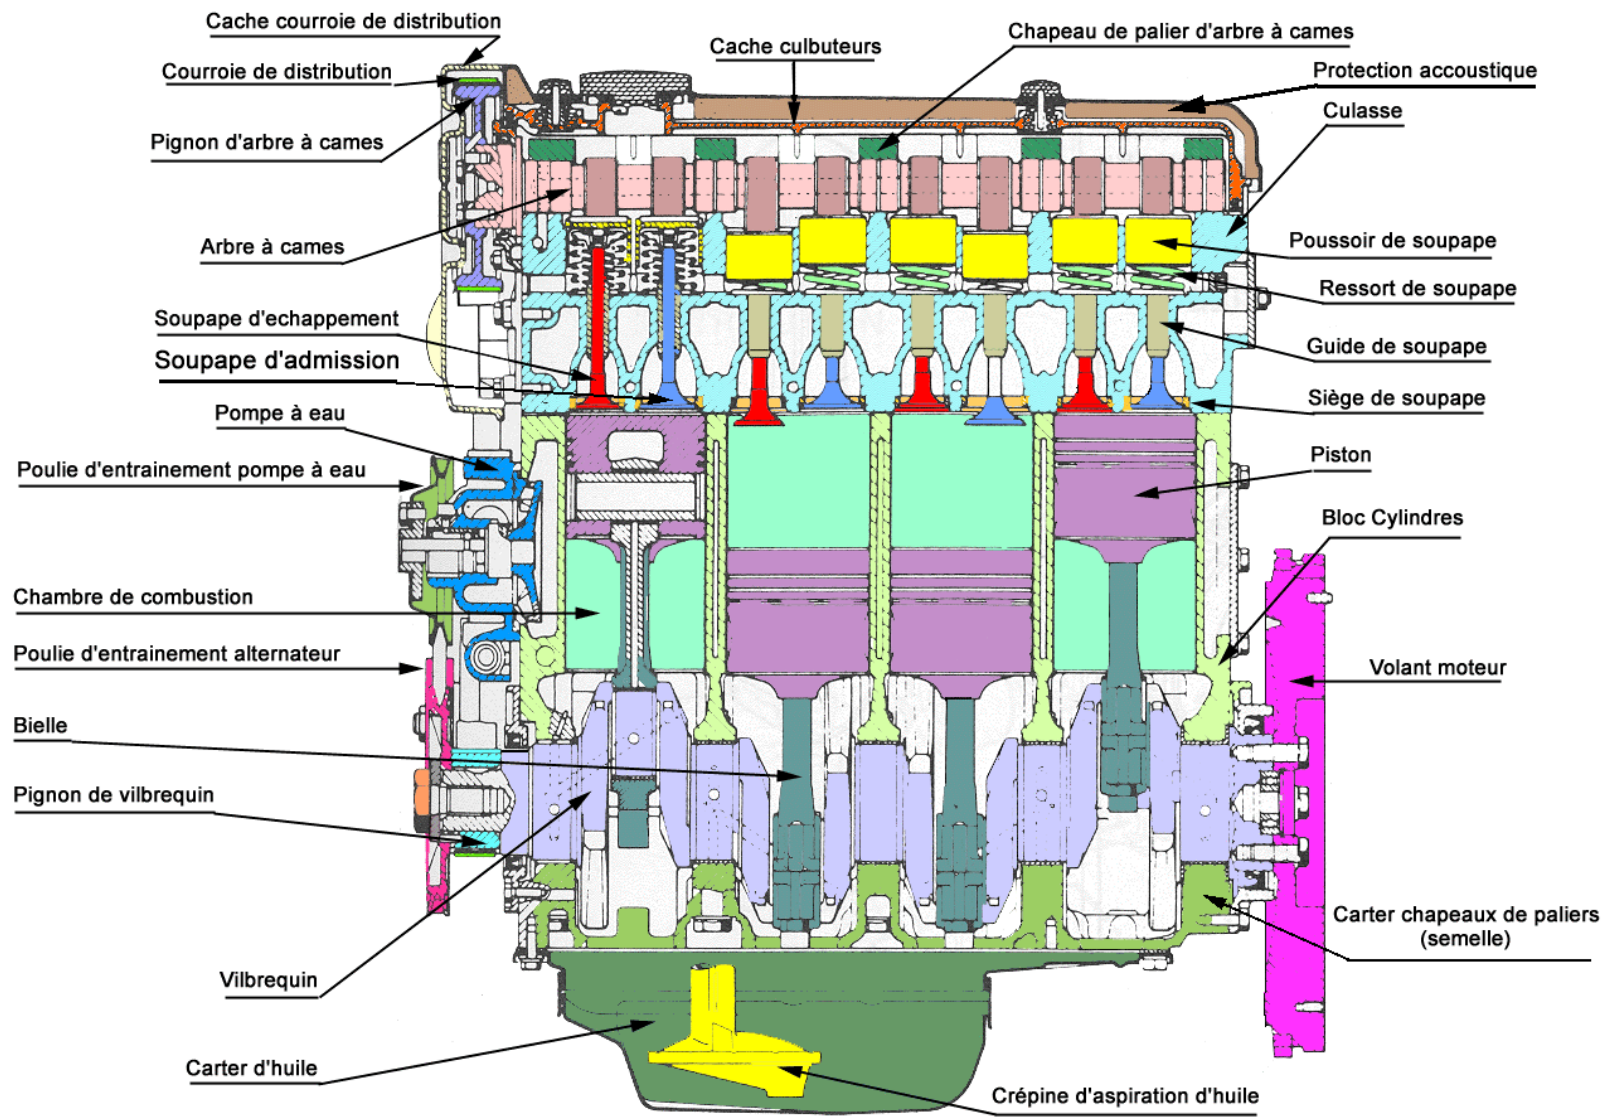 Cache courroie de distribution
Courroie de distribution
Pignon d'arbre à cames
Arbre à cames
Soupape d'echappement
Soupape d'admission
Pompe à eau
Poulie d'entrainement pompe à eau
Chambre de combustion
Poulie d'entrainement alternateur
Bielle
Pignon de vilbrequin
Vilbrequin
Carter d'huile
Cache culbuteurs
Chapeau de palier d'arbre à cames
Protection accoustique
Culasse
Poussoir de soupape
Ressort de soupape
Guide de soupape
Siège de soupape
Piston
Bloc Cylindres
Volant moteur
Carter chapeaux de paliers
(semelle)
Crépine d'aspiration d'huile